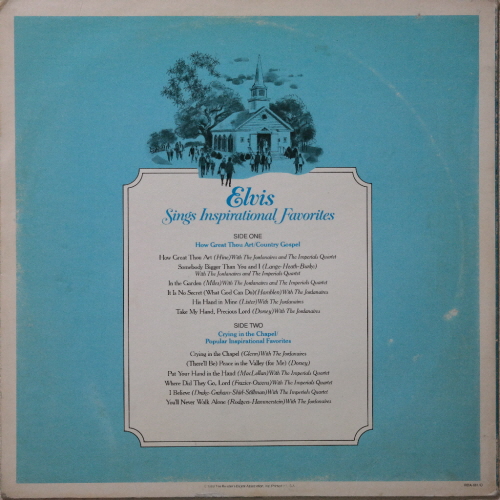 Elvis
Sings Inspirational Favorites
SIDE ONE
How Great Thou Art/Country Gospel
How Great Thou Art (Hine) With The Jordanaires and The Imperials Quartet
Somebody Bigger Than You and I (Lange-Heath-Burke)
With The Jordanaires and The Imperials Quartet
In the Garden (Miles) With The Jordanaires and The Imperials Quartet
It Is No Secret (What God Can Do) (Hamblen) With The Jordanaires
His Hand in Mine (Lister) With The Jordanaires
Take My Hand, Precious Lord (Dorsey) With The Jordanaires
SIDE TWO
Crying in the Chapel/
Popular Inspirational Favorites
Crying in the Chapel (Glenn) With The Jordanaires
(There'll Be) Peace in the Valley (for Me) (Dorsey)
Put Your Hand in the Hand (MacLellan) With The Imperials Quartet
Where Did They Go, Lord (Frazier-Owens) With The Imperials Quartet
I Believe (Drake-Graham-Shirl-Stillman) With The Imperials Quartet
You'll Never Walk Alone (Rodgers-Hammerstein) With The Jordanaires